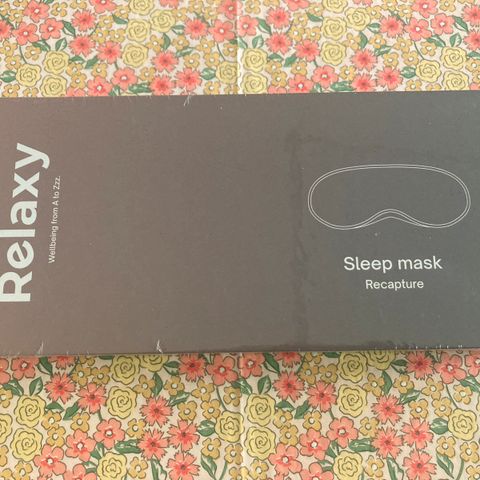 Relaxy
Wellbeing from A to Zzz.
Sleep mask
Recapture